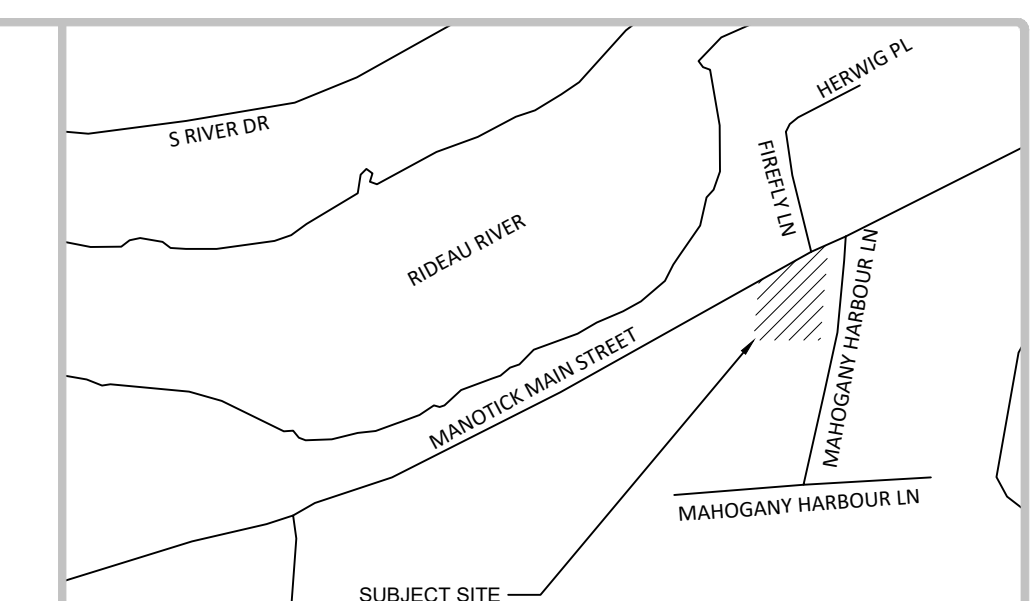 HERWIG PL
S RIVER DR
FIREFLY LN
RIDEAU RIVER
MAHOGANY HARBOUR LN
MANOTICK MAIN STREET
MAHOGANY HARBOUR LN
SUBJECT SITE